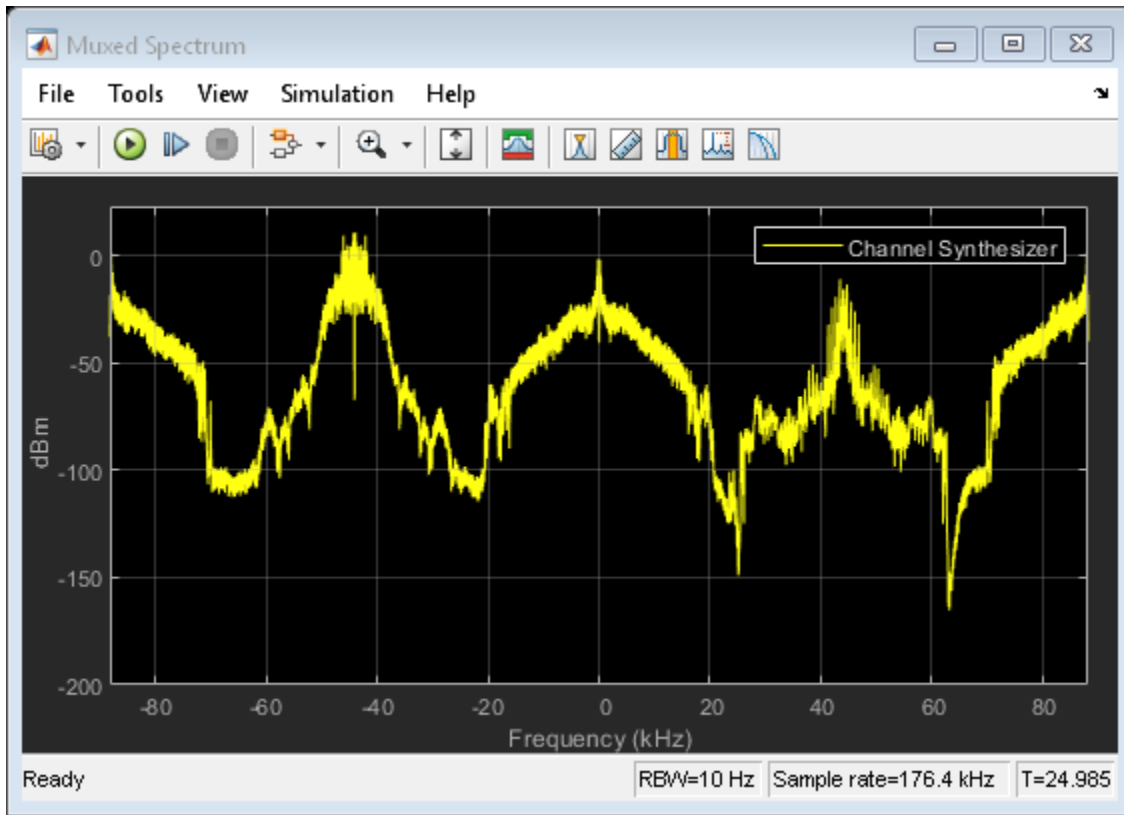 Muxed Spectrum
File Tools View Simulation Help
Channel Synthesizer
0
-50
-100
-150
-200
dBm
-80 -60 -40 -20 0 20 40 60 80
Frequency (kHz)
Ready RBW=10 Hz Sample rate=176.4 kHz T=24.985